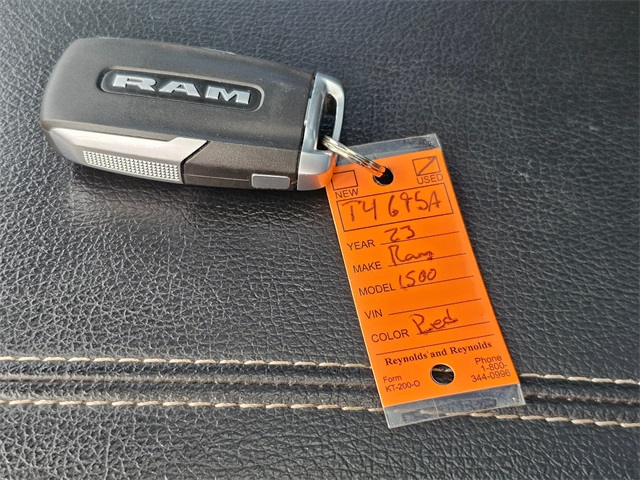 RAM
NEW USED
T4695A
YEAR 23
MAKE Ram
MODEL 1500
VIN
COLOR Red
Reynolds and Reynolds
Form
KT-200-O
Phone
1-800-
344-0996